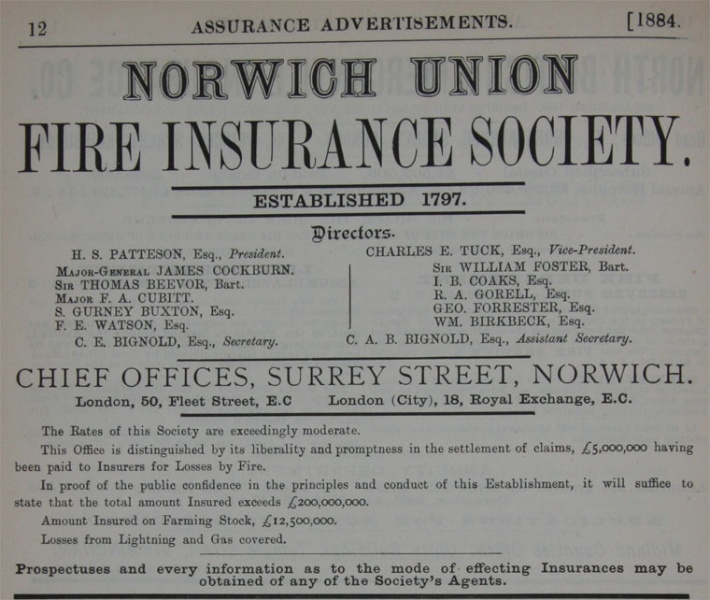 12 ASSURANCE ADVERTISEMENTS. [1884.
NORWICH UNION
FIRE INSURANCE SOCIETY.
ESTABLISHED 1797.
Directors.
H. S. PATTESON, Esq., President. CHARLES E. TUCK, Esq., Vice-President.
MAJOR-GENERAL JAMES COCKBURN. SIR WILLIAM FOSTER, Bart.
SIR THOMAS BEEVOR, Bart. I. B. COAKS, Esq.
MAJOR F. A. CUBITT. R. A. GORELL, Esq.
S. GURNEY BUXTON, Esq. GEO. FORRESTER, Esq.
F. E. WATSON, Esq. WM. BIRKBECK, Esq.
C. E. BIGNOLD, Esq., Secretary. C. A. B. BIGNOLD, Esq., Assistant Secretary.
CHIEF OFFICES, SURREY STREET, NORWICH.
London, 50, Fleet Street, E.C London (City), 18, Royal Exchange, E.C.
The Rates of this Society are exceedingly moderate.
This Office is distinguished by its liberality and promptness in the settlement of claims, £5,000,000 having
been paid to Insurers for Losses by Fire.
In proof of the public confidence in the principles and conduct of this Establishment, it will suffice to
state that the total amount Insured exceeds £200,000,000.
Amount Insured on Farming Stock, £12,500,000.
Losses from Lightning and Gas covered.
Prospectuses and every information as to the mode of effecting Insurances may be
obtained of any of the Society's Agents.